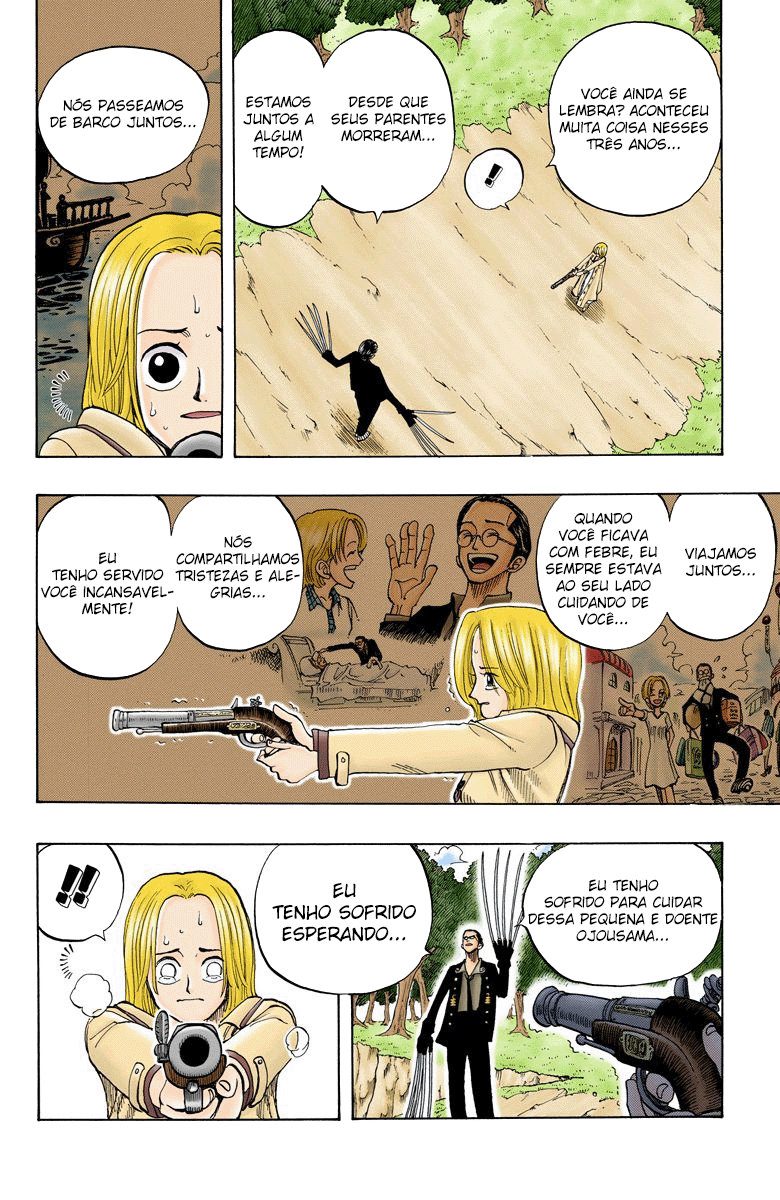 VOCÊ AINDA SE
LEMBRA? ACONTECEU
MUITA COISA NESSES
TRÊS ANOS...
!
DESDE QUE
SEUS PARENTES
MORRERAM...
ESTAMOS
JUNTOS A
ALGUM
TEMPO!
NÓS PASSEAMOS
DE BARCO JUNTOS...
VIAJAMOS
JUNTOS...
QUANDO
VOCÊ FICAVA
COM FEBRE, EU
SEMPRE ESTAVA
AO SEU LADO
CUIDANDO DE
VOCÊ...
NÓS
COMPARTILHAMOS
TRISTEZAS E ALE-
GRIAS...
EU
TENHO SERVIDO
VOCÊ INCANSAVEL-
MENTE!
EU TENHO
SOFRIDO PARA CUIDAR
DESSA PEQUENA E DOENTE
OJOUSAMA...
EU
TENHO SOFRIDO
ESPERANDO...
!!